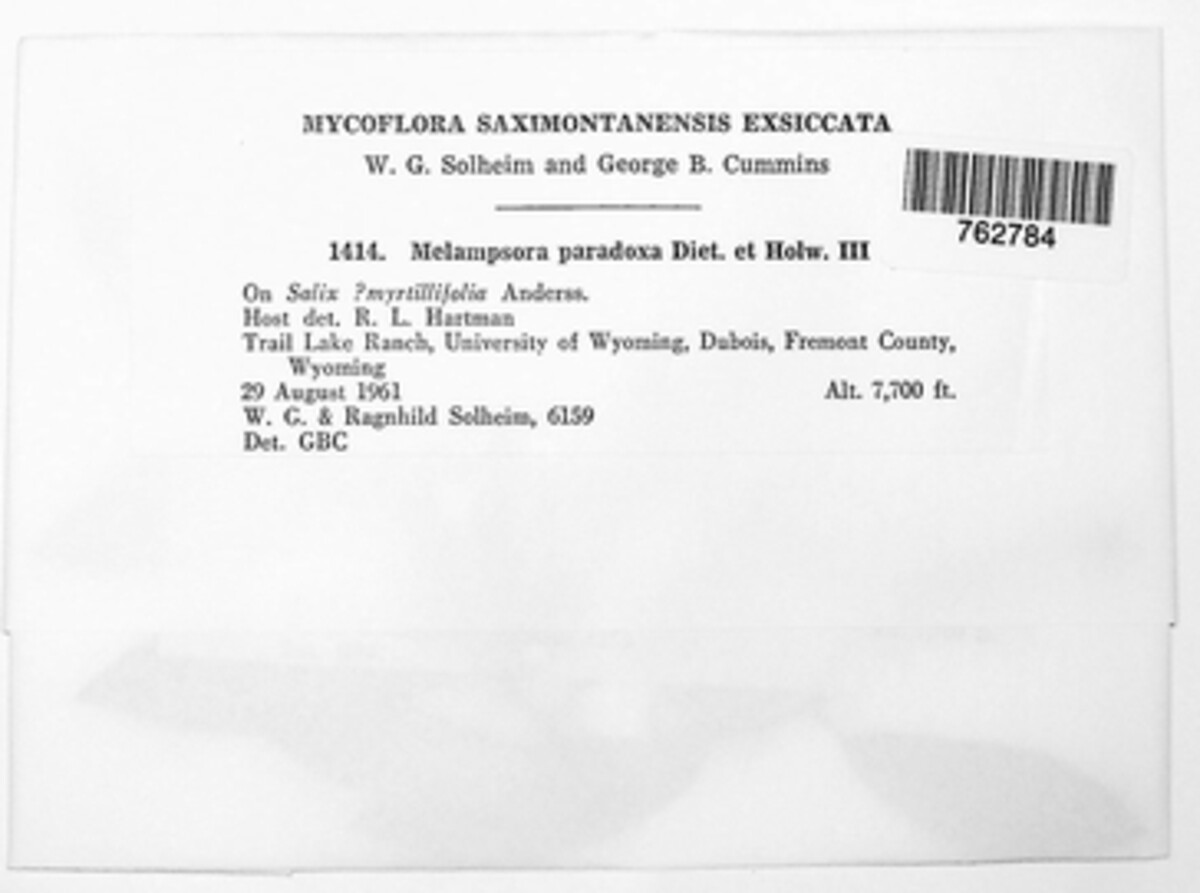 MYCOFLORA SAXIMONTANENSIS EXSICCATA
W. G. Solheim and George B. Cummins
762784
1414. Melampsora paradoxa Diet. et Holw. III
On Salix ?myrtillifolia Anderss.
Host det. R. L. Hartman
Trail Lake Ranch, University of Wyoming, Dubois, Fremont County,
Wyoming
29 August 1961 Alt. 7,700 ft.
W. G. & Ragnhild Solheim, 6159
Det. GBC